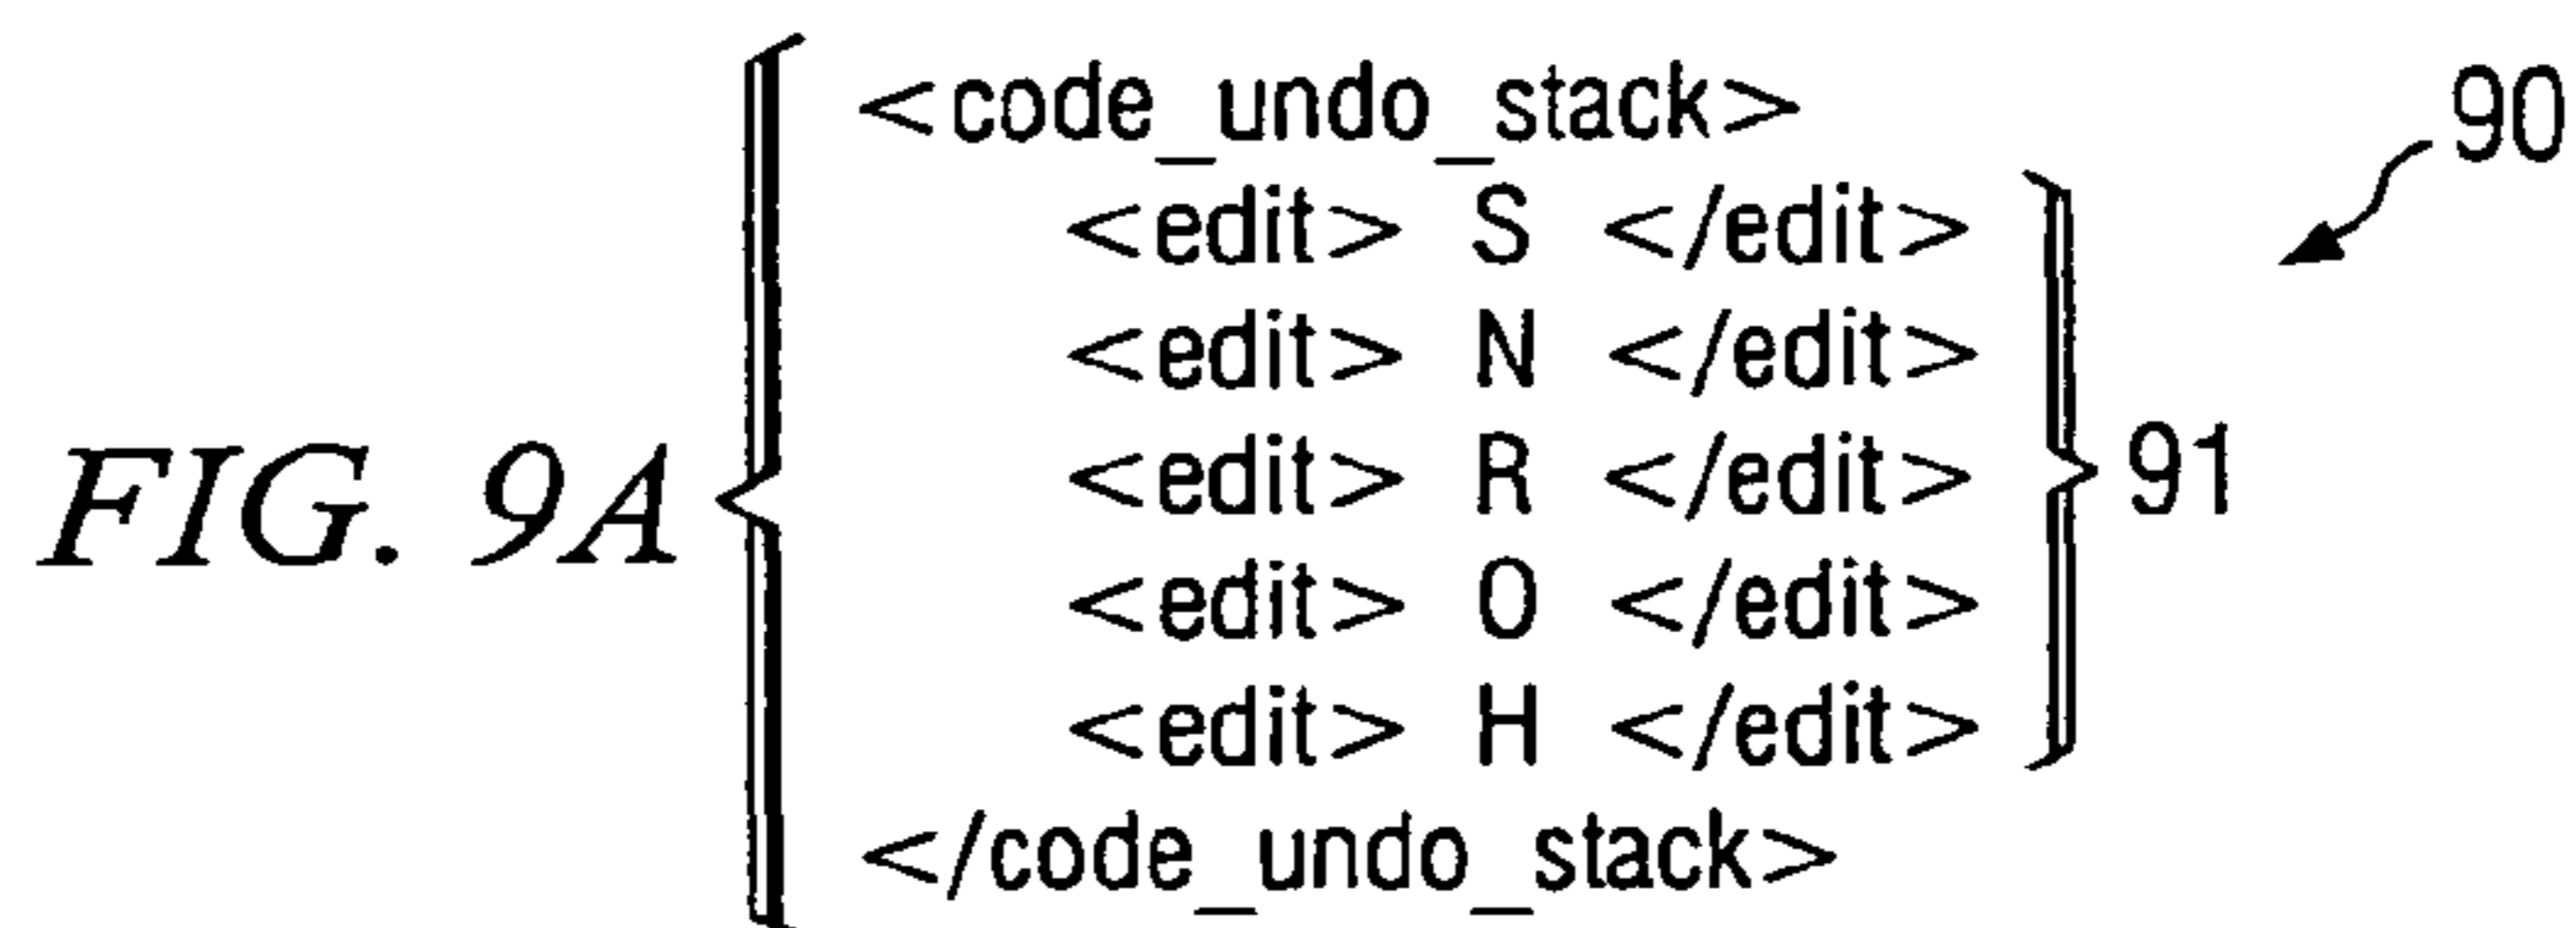 <code_undo_stack>
90
<edit> S </edit>
<edit> N </edit>
FIG. 9A
<edit> R </edit>
91
<edit> O </edit>
<edit> H </edit>
</code_undo_stack>